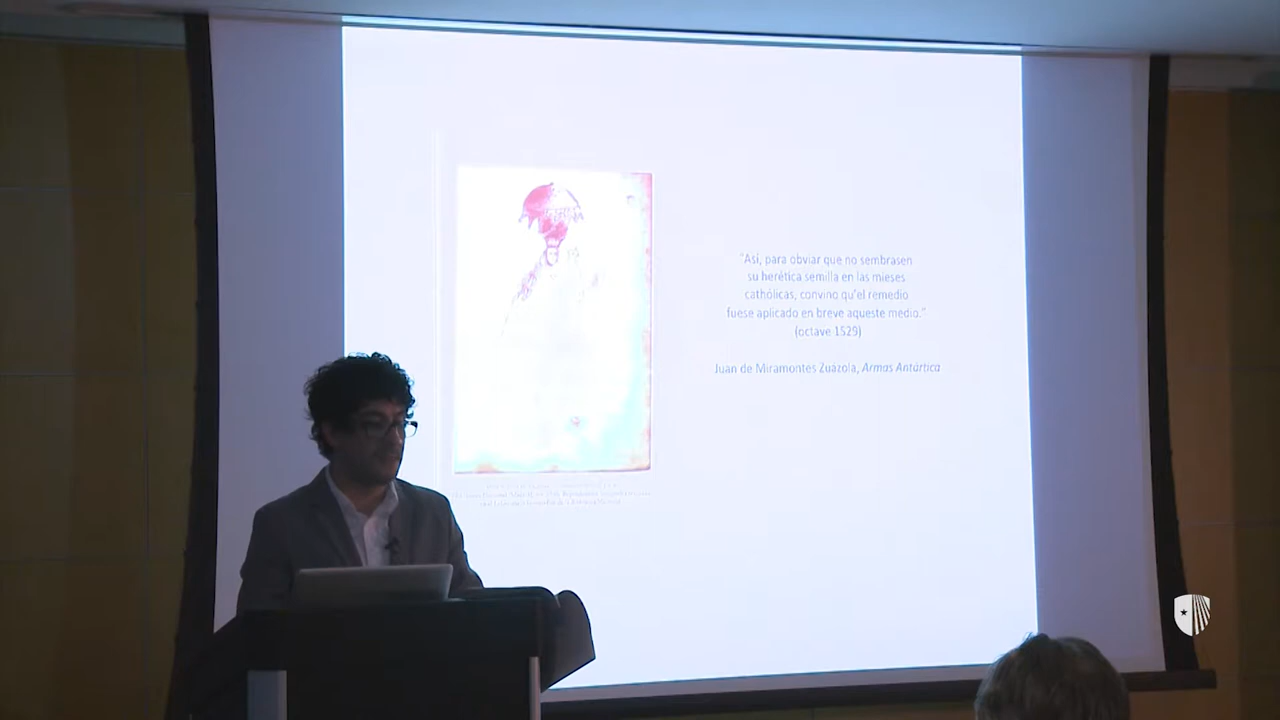 "Así, para obviar que no sembrasen
su herética semilla en las mieses
cathólicas, convino qu'el remedio
fuese aplicado en breve aqueste medio."
(octave 1529)
Juan de Miramontes Zuázola, Armas Antártica